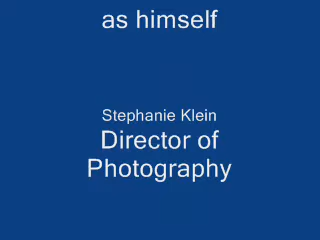 as himself
Stephanie Klein
Director of
Photography